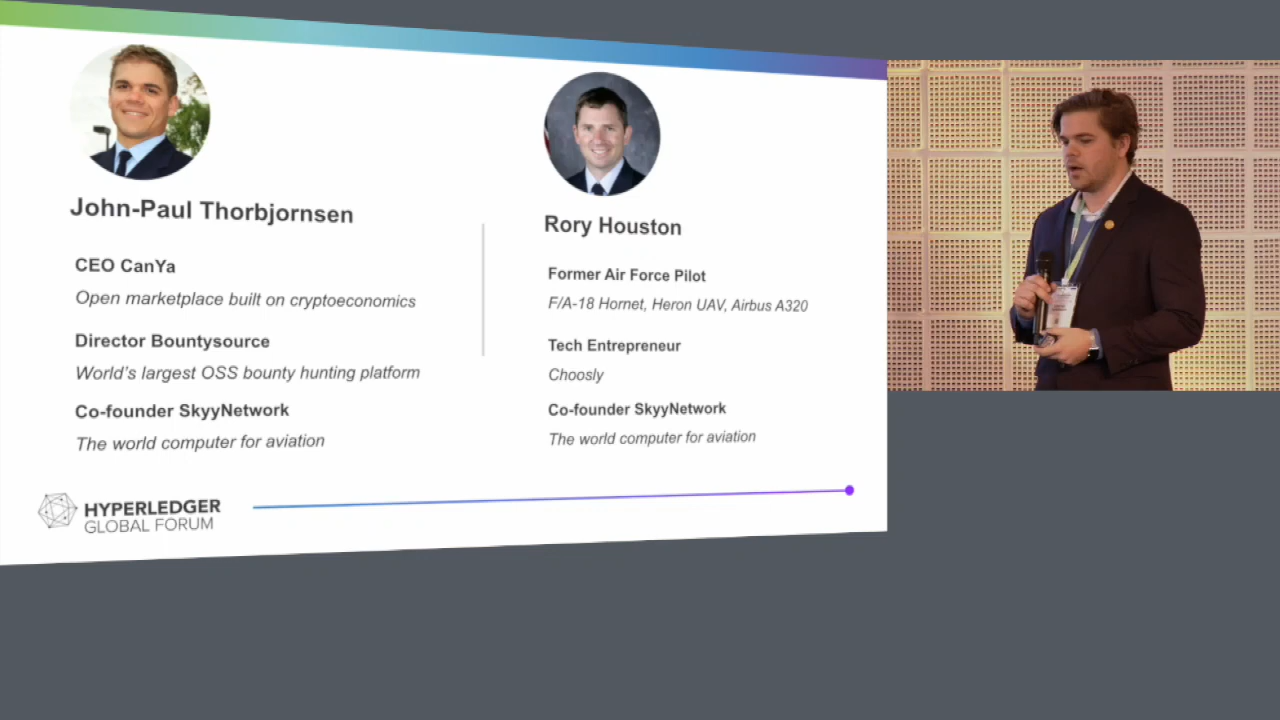 John-Paul Thorbjornsen
CEO CanYa
Open marketplace built on cryptoeconomics
Director Bountysource
World's largest OSS bounty hunting platform
Co-founder SkyyNetwork
The world computer for aviation
Rory Houston
Former Air Force Pilot
F/A-18 Hornet, Heron UAV, Airbus A320
Tech Entrepreneur
Choosly
Co-founder SkyyNetwork
The world computer for aviation
HYPERLEDGER
GLOBAL FORUM